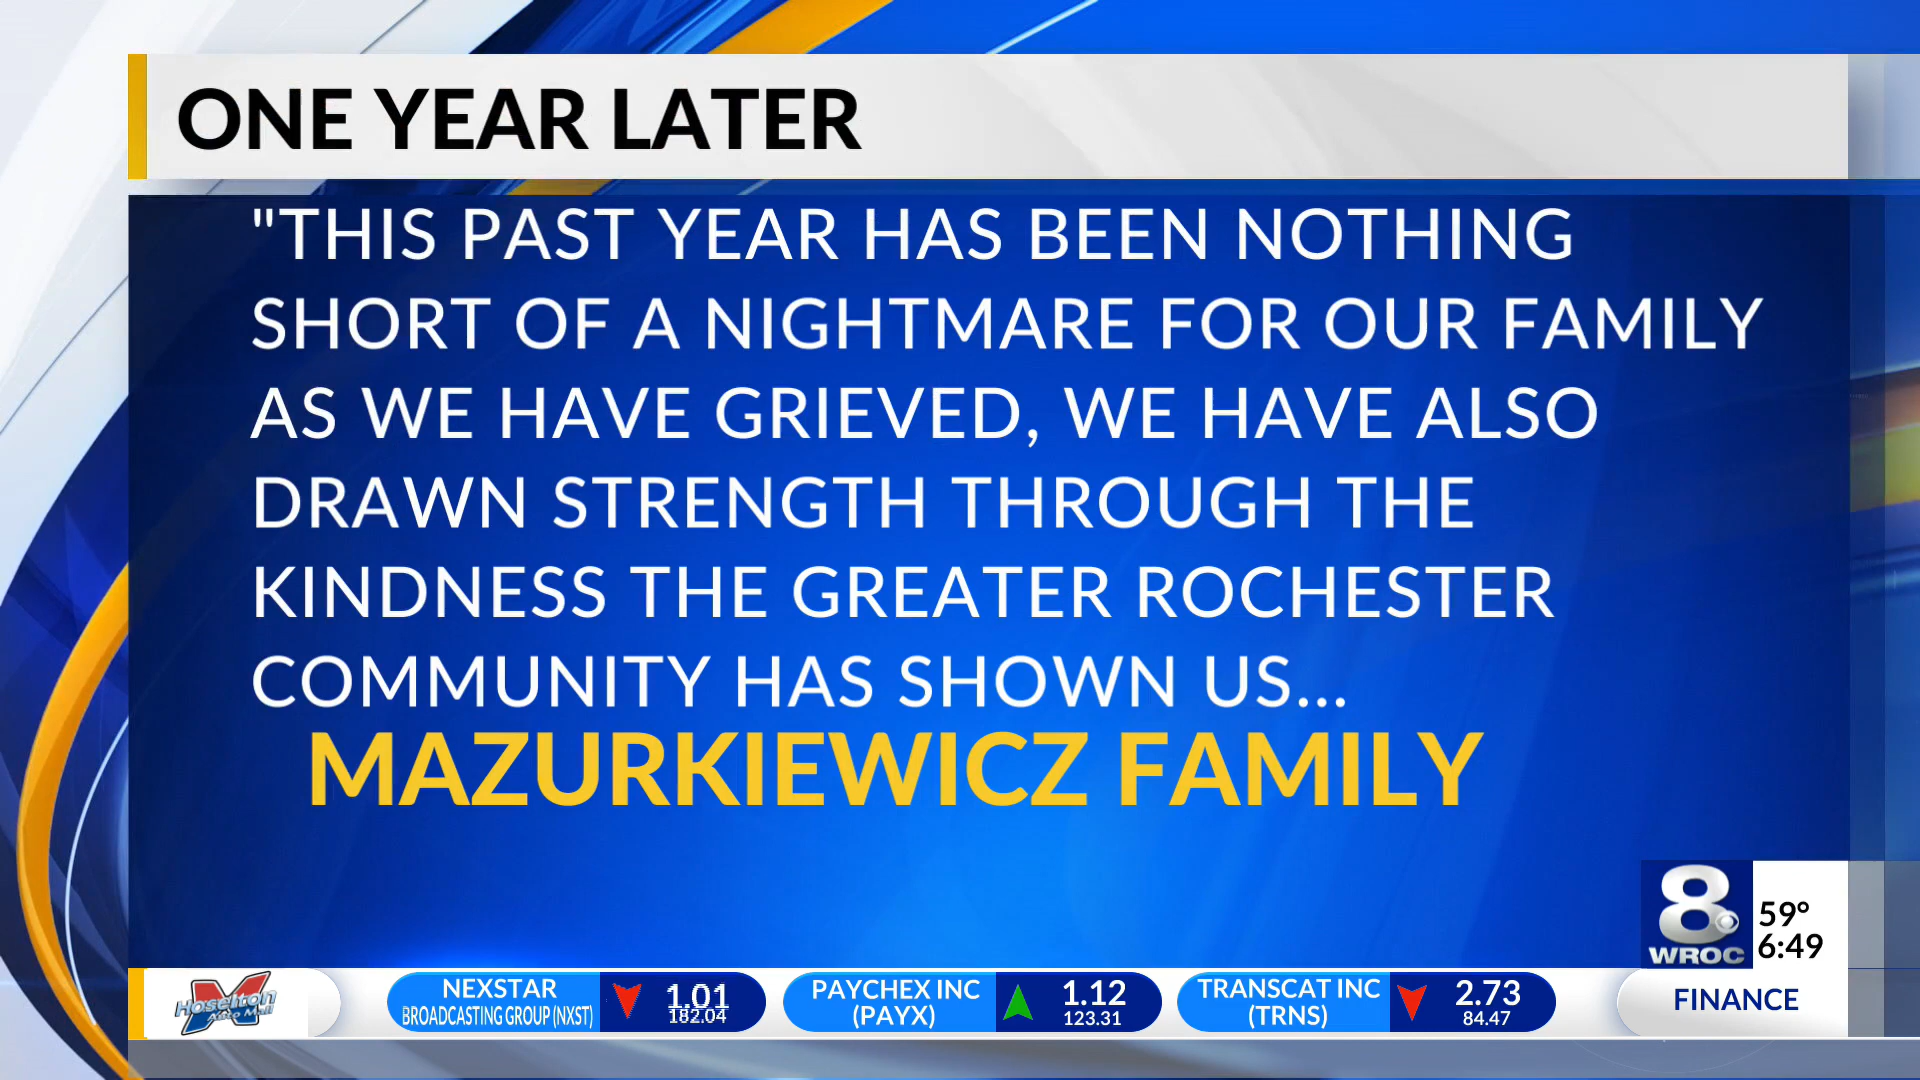 ONE YEAR LATER
"THIS PAST YEAR HAS BEEN NOTHING
SHORT OF A NIGHTMARE FOR OUR FAMILY
AS WE HAVE GRIEVED, WE HAVE ALSO
DRAWN STRENGTH THROUGH THE
KINDNESS THE GREATER ROCHESTER
COMMUNITY HAS SHOWN US...
MAZURKIEWICZ FAMILY
8
WROC
59°
6:49
Hoselton
Auto Mall
NEXSTAR
BROADCASTING GROUP (NXST)
1.01
182.04
PAYCHEX INC
(PAYX)
1.12
123.31
TRANSCAT INC
(TRNS)
2.73
84.47
FINANCE